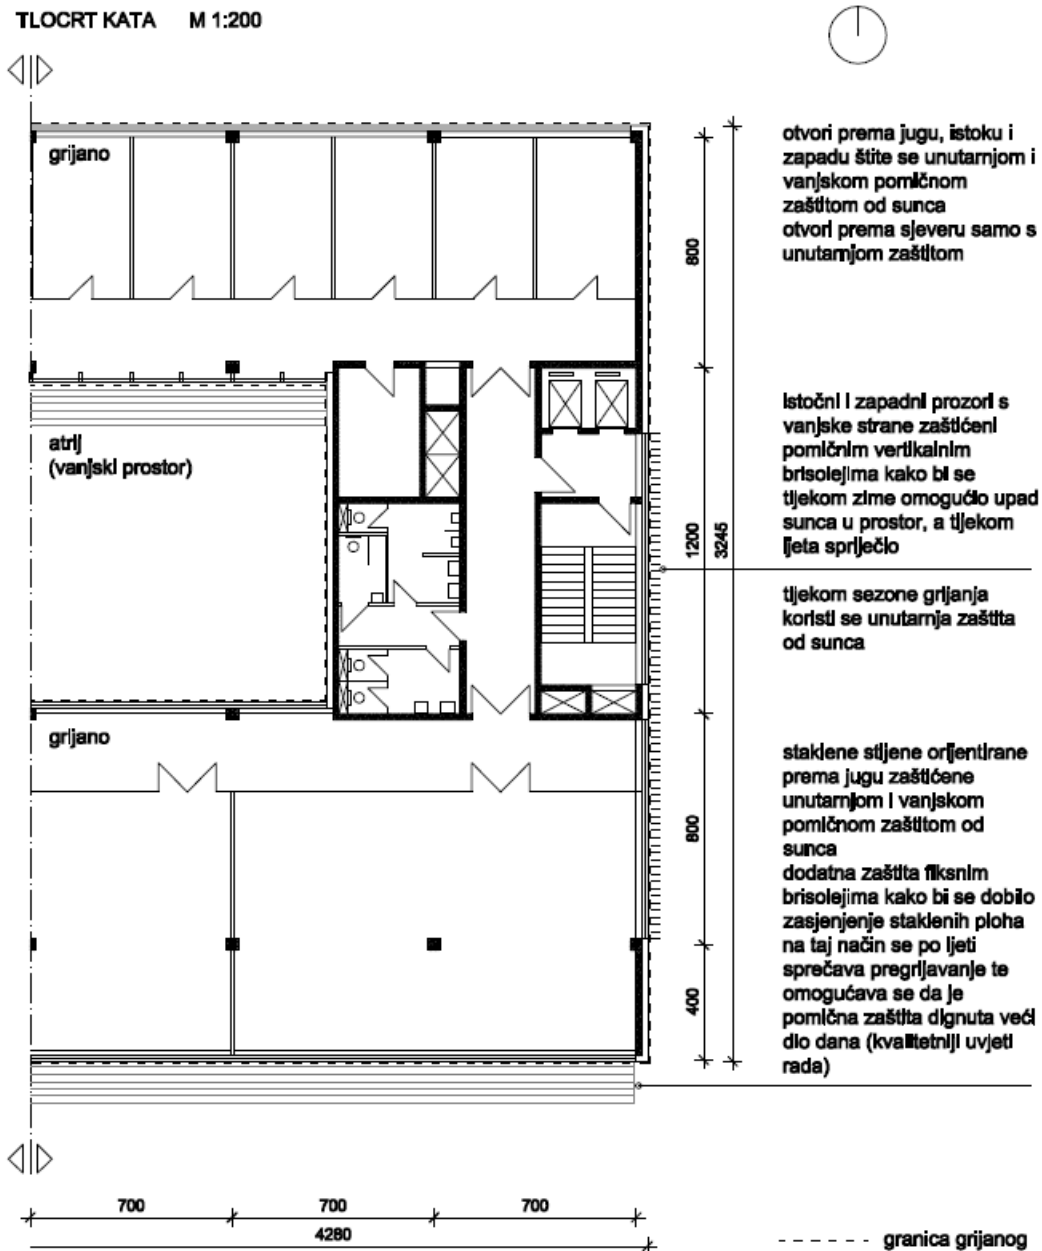 TLOCRT KATA M 1:200
grijano
atrij
(vanjski prostor)
grijano
800
1200
3245
800
400
700
700
700
4280
otvori prema jugu, istoku i
zapadu štite se unutarnjom i
vanjskom pomičnom
zaštitom od sunca
otvori prema sjeveru samo s
unutarnjom zaštitom
istočni i zapadni prozori s
vanjske strane zaštićeni
pomičnim vertikalnim
brisolejima kako bi se
tijekom zime omogućio upad
sunca u prostor, a tijekom
ljeta spriječio
tijekom sezone grijanja
koristi se unutarnja zaštita
od sunca
staklene stijene orijentirane
prema jugu zaštićene
unutarnjom i vanjskom
pomičnom zaštitom od
sunca
dodatna zaštita fiksnim
brisolejima kako bi se dobilo
zasjenjenje staklenih ploha
na taj način se po ljeti
sprečava pregrijavanje te
omogućava se da je
pomična zaštita dignuta veći
dio dana (kvalitetniji uvjeti
rada)
granica grijanog